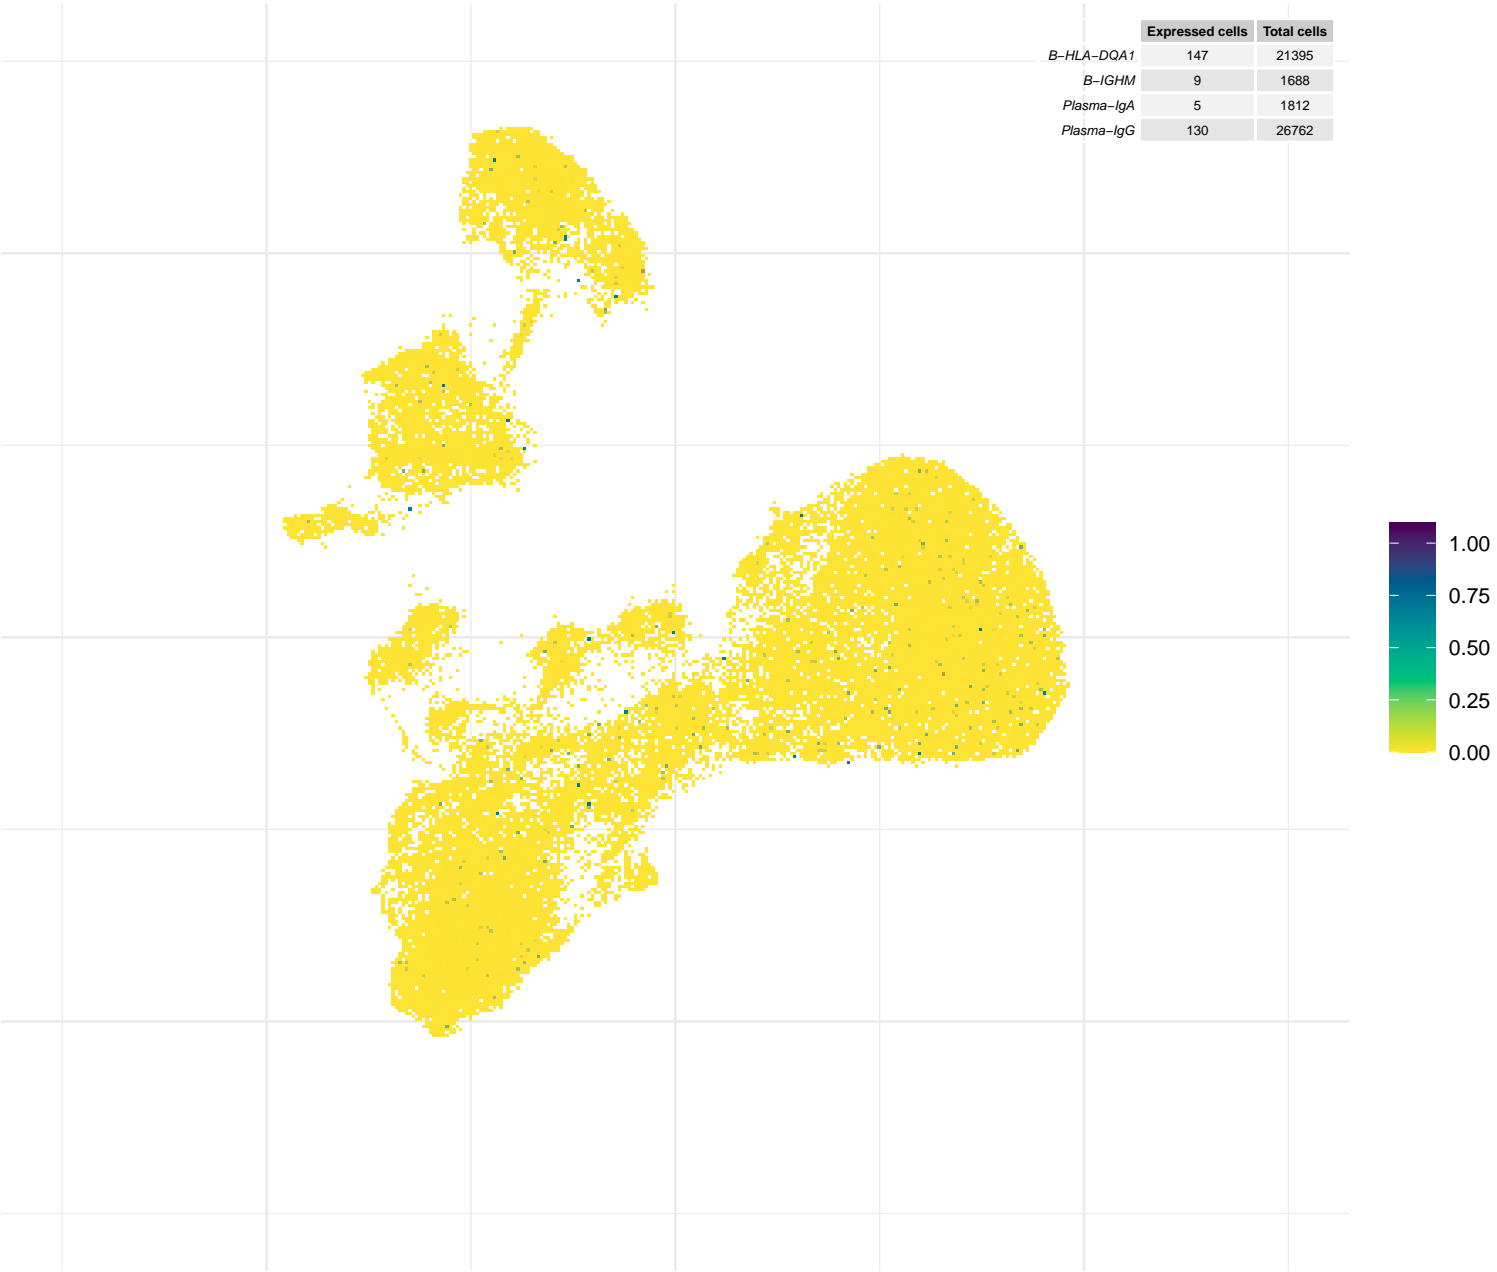 Expressed cells Total cells
B−HLA−DQA1 147 21395
B−IGHM 9 1688
Plasma−IgA 5 1812
Plasma−IgG 130 26762
1.00
0.75
0.50
0.25
0.00